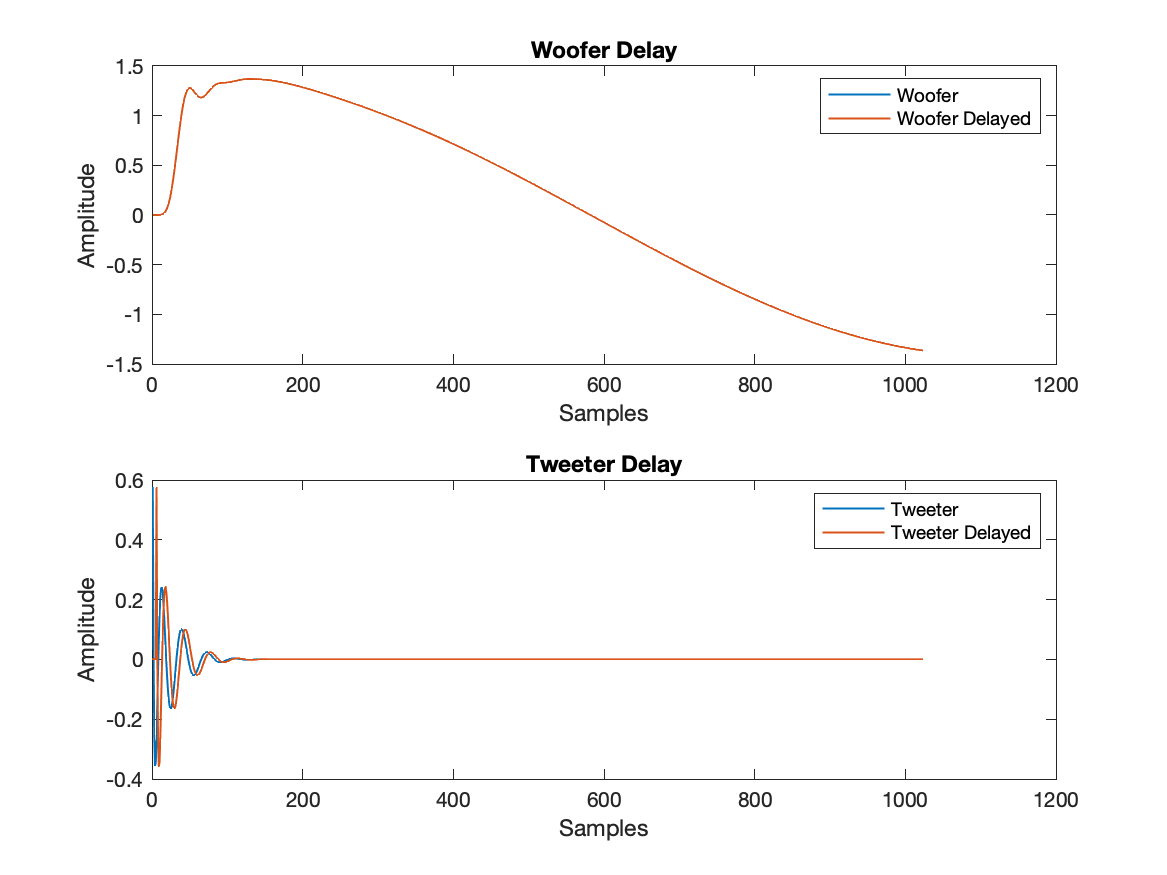 Woofer Delay
1.5
1
0.5
0
-0.5
-1
-1.5
Amplitude
Woofer
Woofer Delayed
0 200 400 600 800 1000 1200
Samples
Tweeter Delay
0.6
0.4
0.2
0
-0.2
-0.4
Amplitude
Tweeter
Tweeter Delayed
0 200 400 600 800 1000 1200
Samples